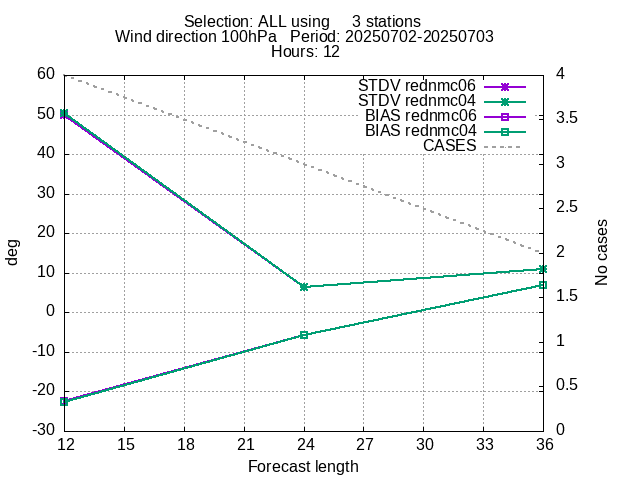 Selection: ALL using 3 stations
Wind direction 100hPa Period: 20250702-20250703
Hours: 12
STDV rednmc06
STDV rednmc04
BIAS rednmc06
BIAS rednmc04
CASES
60
50
40
30
20
10
0
-10
-20
-30
deg
4
3.5
3
2.5
2
1.5
1
0.5
0
No cases
12 15 18 21 24 27 30 33 36
Forecast length